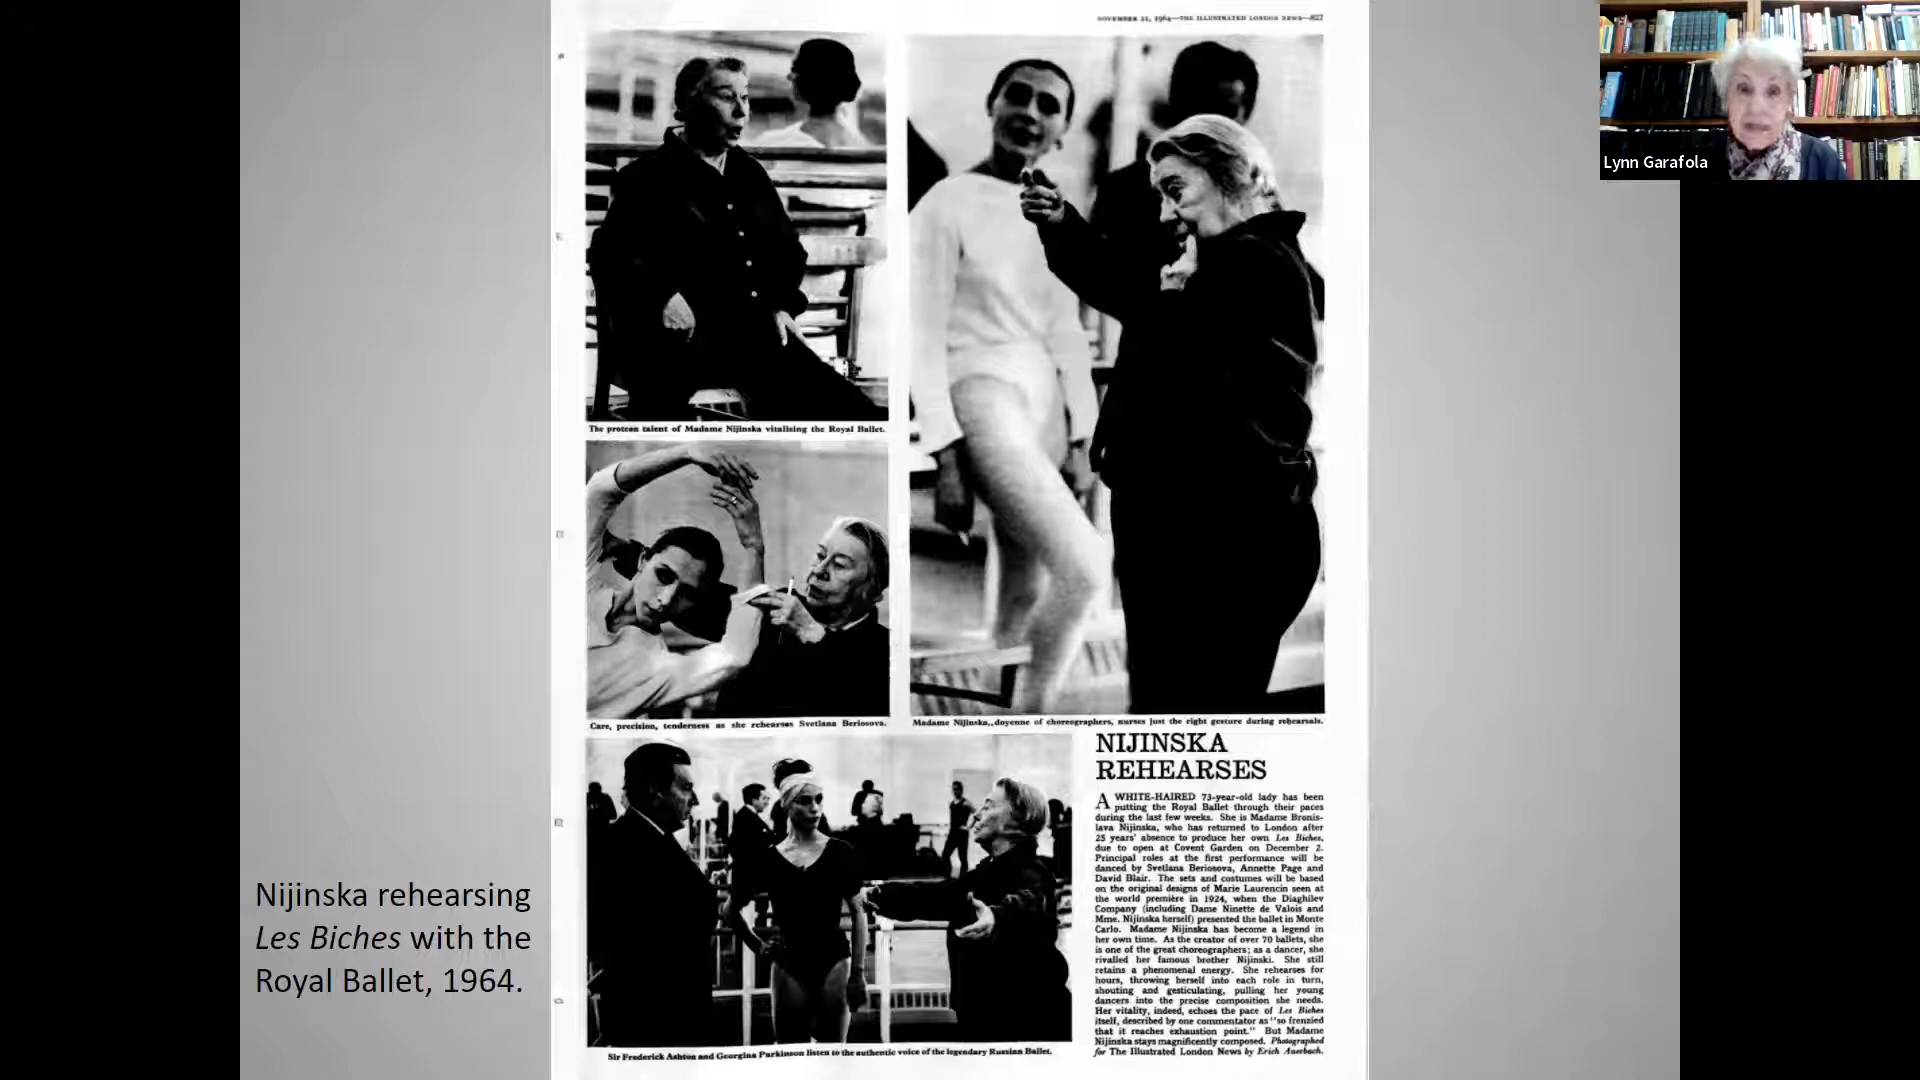 NOVEMBER 21, 1964—THE ILLUSTRATED LONDON NEWS—827
Lynn Garafola
The protean talent of Madame Nijinska vitalising the Royal Ballet.
Care, precision, tenderness as she rehearses Svetlana Beriosova.
Madame Nijinska, doyenne of choreographers, nurses just the right gesture during rehearsals.
NIJINSKA
REHEARSES
A WHITE-HAIRED 73-year-old lady has been
putting the Royal Ballet through their paces
during the last few weeks. She is Madame Bronis-
lava Nijinska, who has returned to London after
25 years' absence to produce her own Les Biches,
due to open at Covent Garden on December 2.
Principal roles at the first performance will be
danced by Svetlana Beriosova, Annette Page and
David Blair. The sets and costumes will be based
on the original designs of Marie Laurencin seen at
the world première in 1924, when the Diaghilev
Company (including Dame Ninette de Valois and
Mme. Nijinska herself) presented the ballet in Monte
Carlo. Madame Nijinska has become a legend in
her own time. As the creator of over 70 ballets, she
is one of the great choreographers; as a dancer, she
rivalled her famous brother Nijinski. She still
retains a phenomenal energy. She rehearses for
hours, throwing herself into each role in turn,
shouting and gesticulating, pulling her young
dancers into the precise composition she needs.
Her vitality, indeed, echoes the pace of Les Biches
itself, described by one commentator as "so frenzied
that it reaches exhaustion point." But Madame
Nijinska stays magnificently composed. Photographed
for The Illustrated London News by Erich Auerbach.
Sir Frederick Ashton and Georgina Parkinson listen to the authentic voice of the legendary Russian Ballet.
Nijinska rehearsing
Les Biches with the
Royal Ballet, 1964.